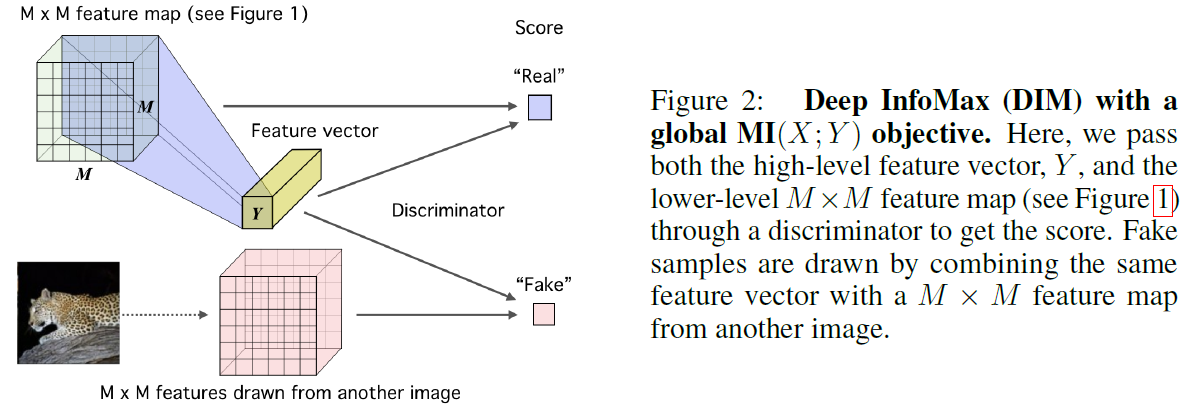 M x M feature map (see Figure 1)
Score
"Real"
M
Feature vector
M
Y
Discriminator
"Fake"
M x M features drawn from another image
Figure 2: Deep InfoMax (DIM) with a
global MI(X; Y) objective. Here, we pass
both the high-level feature vector, Y, and the
lower-level M × M feature map (see Figure 1)
through a discriminator to get the score. Fake
samples are drawn by combining the same
feature vector with a M × M feature map
from another image.